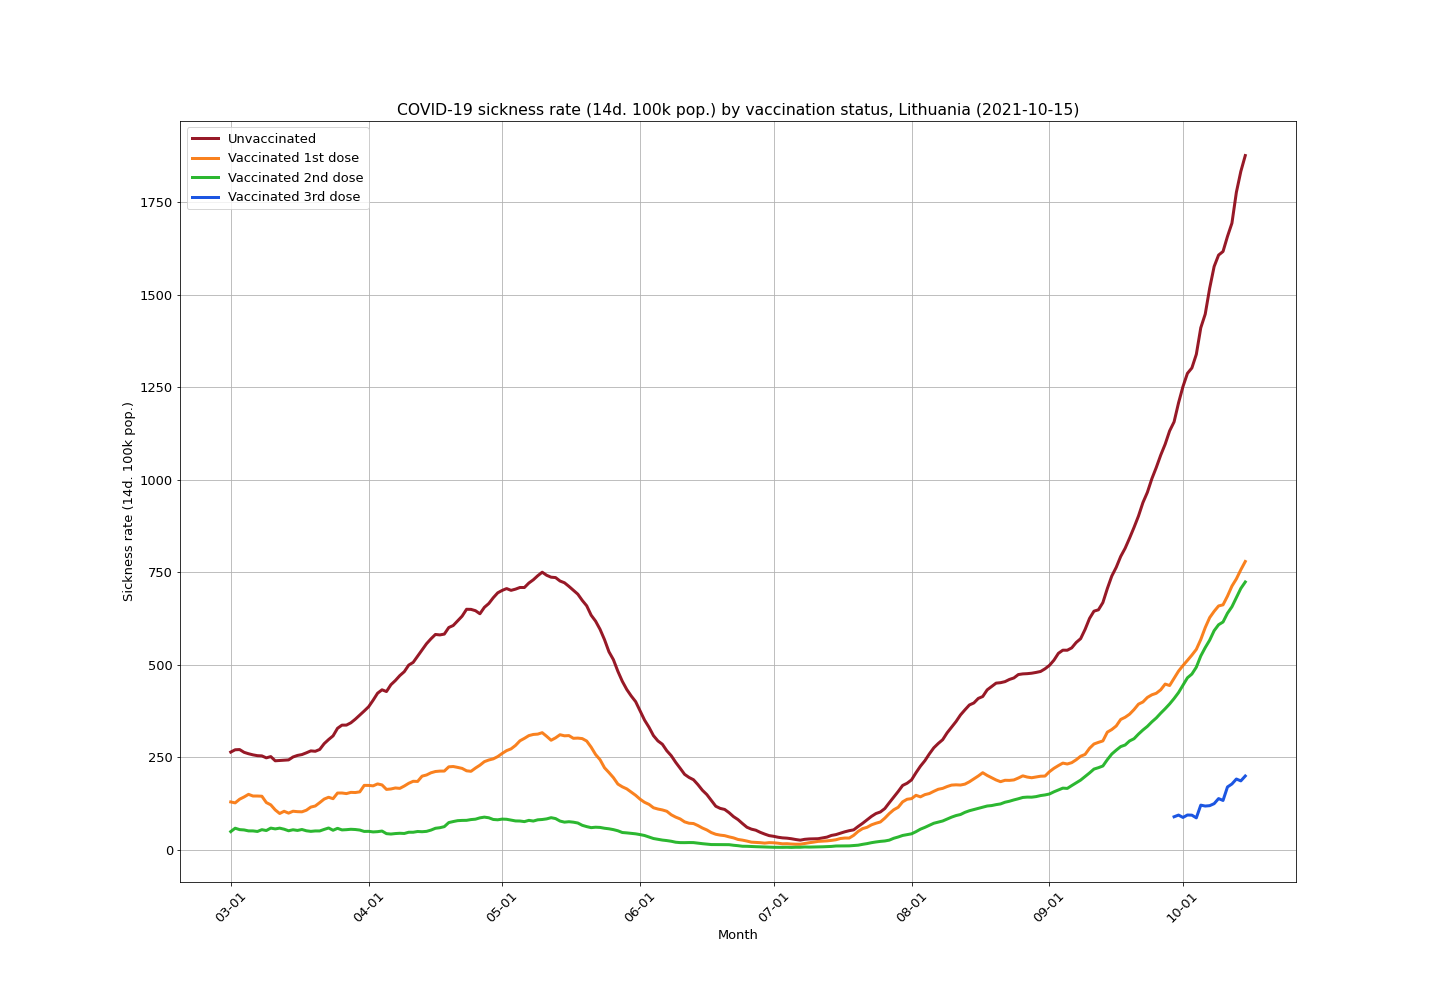 COVID-19 sickness rate (14d. 100k pop.) by vaccination status, Lithuania (2021-10-15)
Unvaccinated
Vaccinated 1st dose
Vaccinated 2nd dose
Vaccinated 3rd dose
Sickness rate (14d. 100k pop.)
1750
1500
1250
1000
750
500
250
0
03-01
04-01
05-01
06-01
07-01
08-01
09-01
10-01
Month